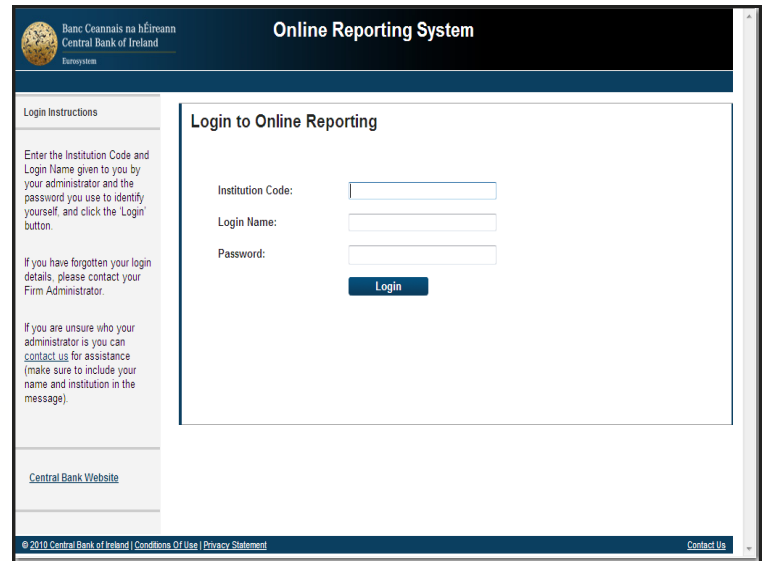 Banc Ceannais na hÉireann
Central Bank of Ireland
Eurosystem
Online Reporting System
Login Instructions
Enter the Institution Code and
Login Name given to you by
your administrator and the
password you use to identify
yourself, and click the 'Login'
button.
If you have forgotten your login
details, please contact your
Firm Administrator.
If you are unsure who your
administrator is you can
contact us for assistance
(make sure to include your
name and institution in the
message).
Central Bank Website
Login to Online Reporting
Institution Code:
Login Name:
Password:
Login
© 2010 Central Bank of Ireland | Conditions Of Use | Privacy Statement
Contact Us